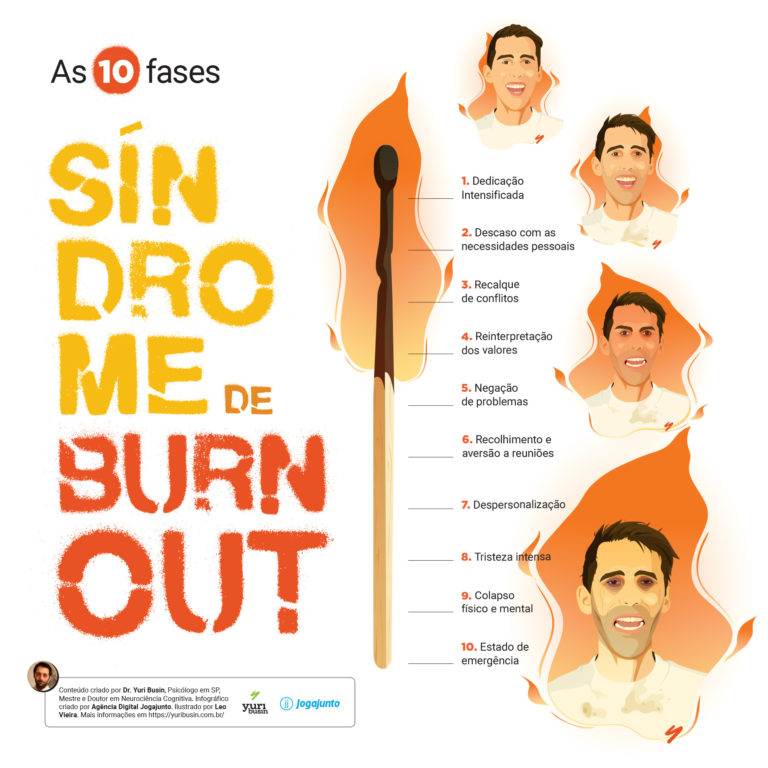 As 10 fases
SÍN
DRO
ME DE
BURN
OUT
1. Dedicação
Intensificada
2. Descaso com as
necessidades pessoais
3. Recalque
de conflitos
4. Reinterpretação
dos valores
5. Negação
de problemas
6. Recolhimento e
aversão a reuniões
7. Despersonalização
8. Tristeza intensa
9. Colapso
físico e mental
10. Estado de
emergência
Conteúdo criado por Dr. Yuri Busin, Psicólogo em SP,
Mestre e Doutor em Neurociência Cognitiva. Infográfico
criado por Agência Digital Jogajunto. Ilustrado por Leo
Vieira. Mais informações em https://yuribusin.com.br/
yuri
busin
jj Jogajunto